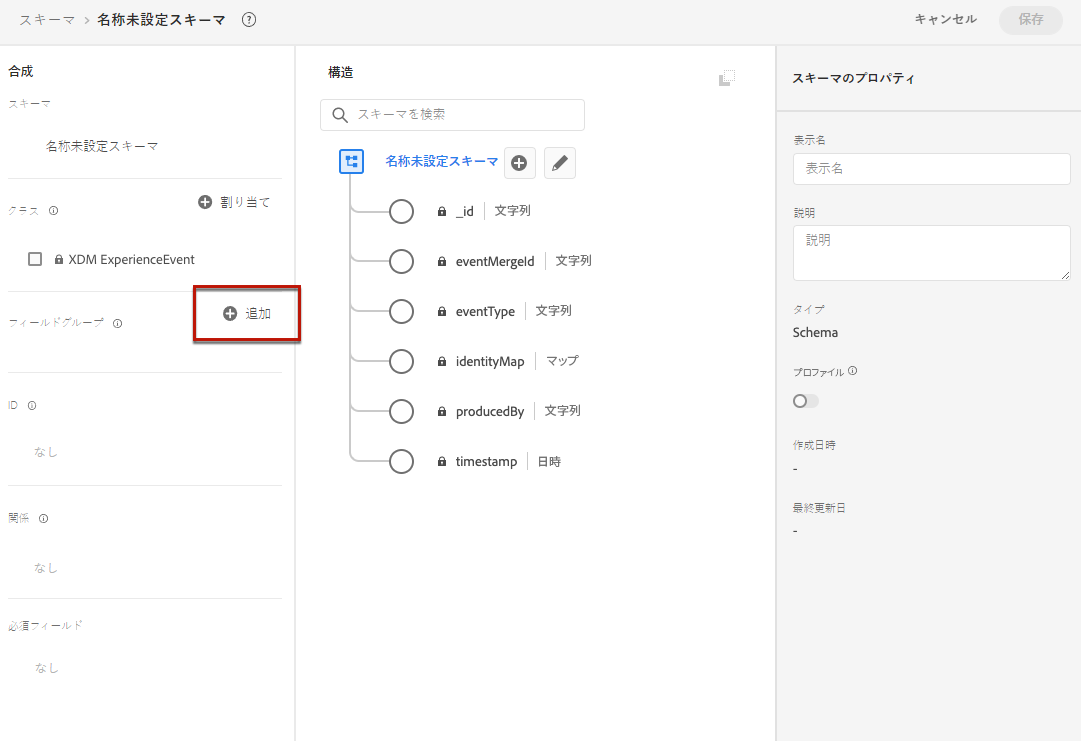 スキーマ > 名称未設定スキーマ ?
キャンセル
保存
合成
スキーマ
名称未設定スキーマ
クラス
割り当て
XDM ExperienceEvent
フィールドグループ
追加
ID
なし
関係
なし
必須フィールド
なし
構造
スキーマを検索
名称未設定スキーマ
_id 文字列
eventMergeId 文字列
eventType 文字列
identityMap マップ
producedBy 文字列
timestamp 日時
スキーマのプロパティ
表示名
表示名
説明
説明
タイプ
Schema
プロファイル
作成日時
-
最終更新日
-